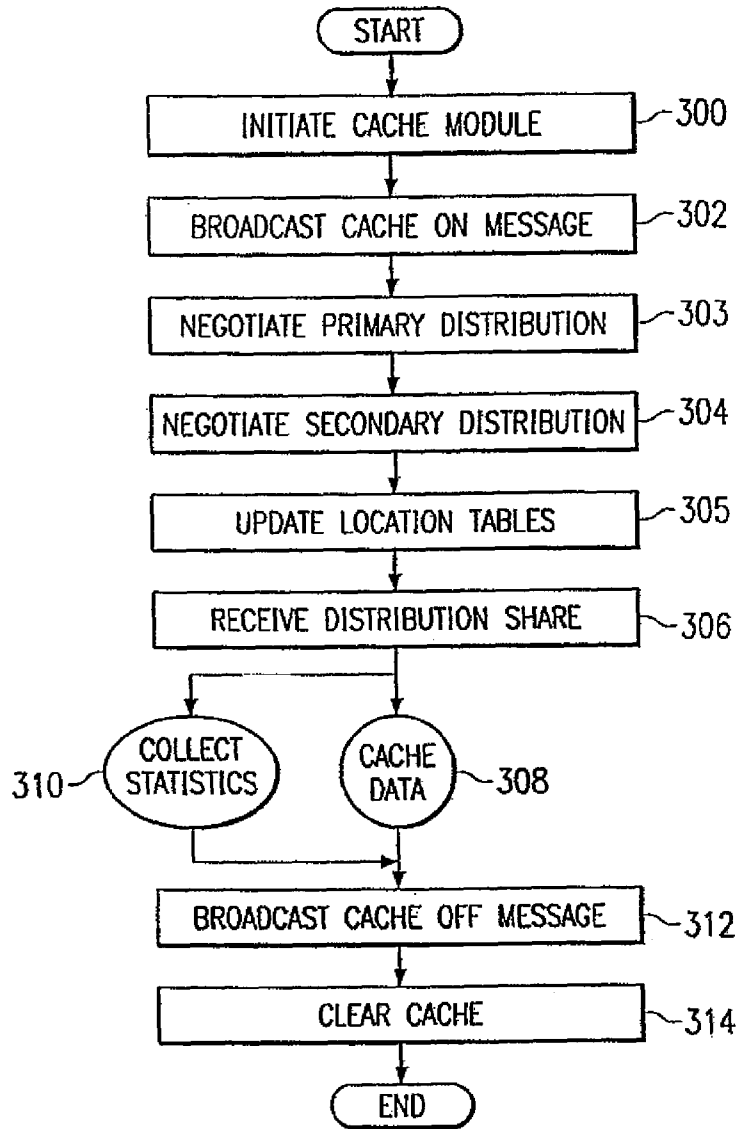 START
INITIATE CACHE MODULE
300
BROADCAST CACHE ON MESSAGE
302
NEGOTIATE PRIMARY DISTRIBUTION
303
NEGOTIATE SECONDARY DISTRIBUTION
304
UPDATE LOCATION TABLES
305
RECEIVE DISTRIBUTION SHARE
306
310
COLLECT
STATISTICS
CACHE
DATA
308
BROADCAST CACHE OFF MESSAGE
312
CLEAR CACHE
314
END